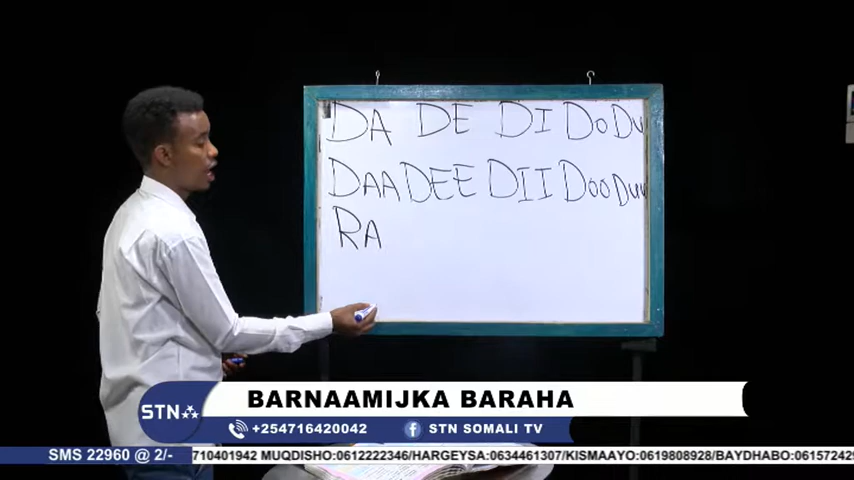 DA DE DI DO DU
DAA DEE DII DOO DUU
RA
STN
BARNAAMIJKA BARAHA
+254716420042 STN SOMALI TV
SMS 22960 @ 2/- 710401942 MUQDISHO:0612222346/HARGEYSA:0634461307/KISMAAYO:0619808928/BAYDHABO:061572429